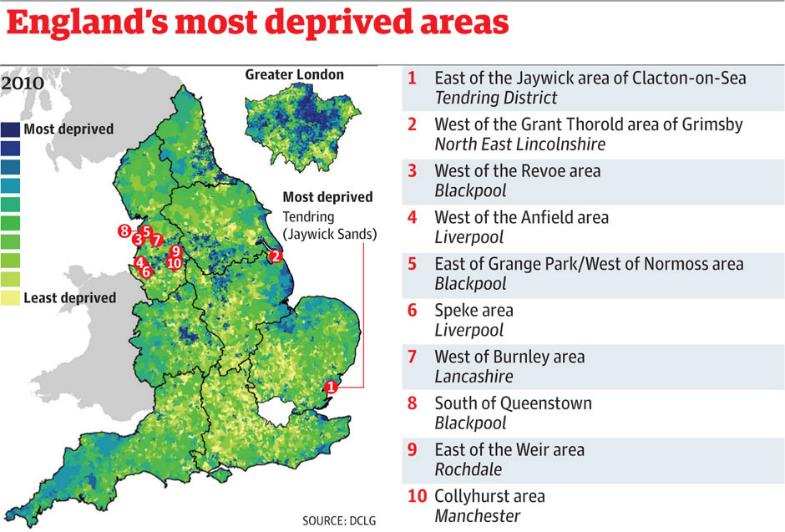 England's most deprived areas
2010
Most deprived
Least deprived
Greater London
Most deprived
Tendring
(Jaywick Sands)
8
5
3
7
9
10
4
6
2
1
SOURCE: DCLG
1 East of the Jaywick area of Clacton-on-Sea
Tendring District
2 West of the Grant Thorold area of Grimsby
North East Lincolnshire
3 West of the Revoe area
Blackpool
4 West of the Anfield area
Liverpool
5 East of Grange Park/West of Normoss area
Blackpool
6 Speke area
Liverpool
7 West of Burnley area
Lancashire
8 South of Queenstown
Blackpool
9 East of the Weir area
Rochdale
10 Collyhurst area
Manchester